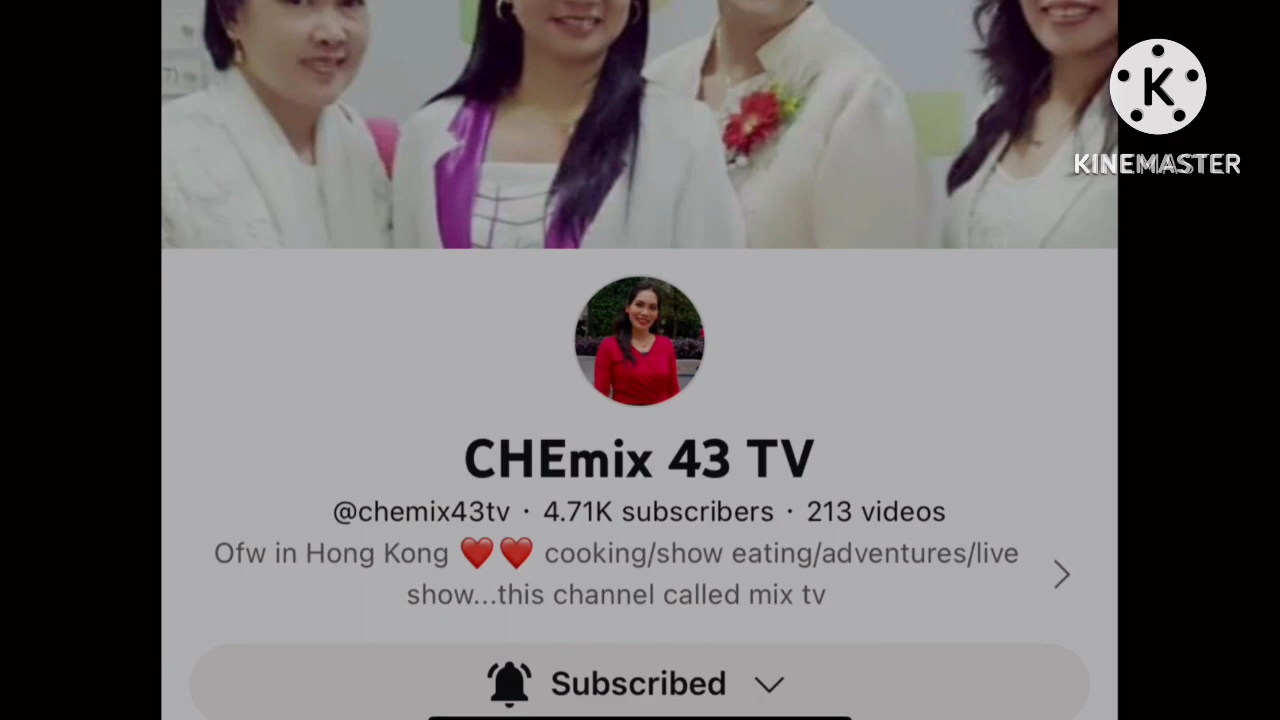 K
KINEMASTER
CHEmix 43 TV
@chemix43tv · 4.71K subscribers · 213 videos
Ofw in Hong Kong ❤️❤️ cooking/show eating/adventures/live
show...this channel called mix tv
Subscribed